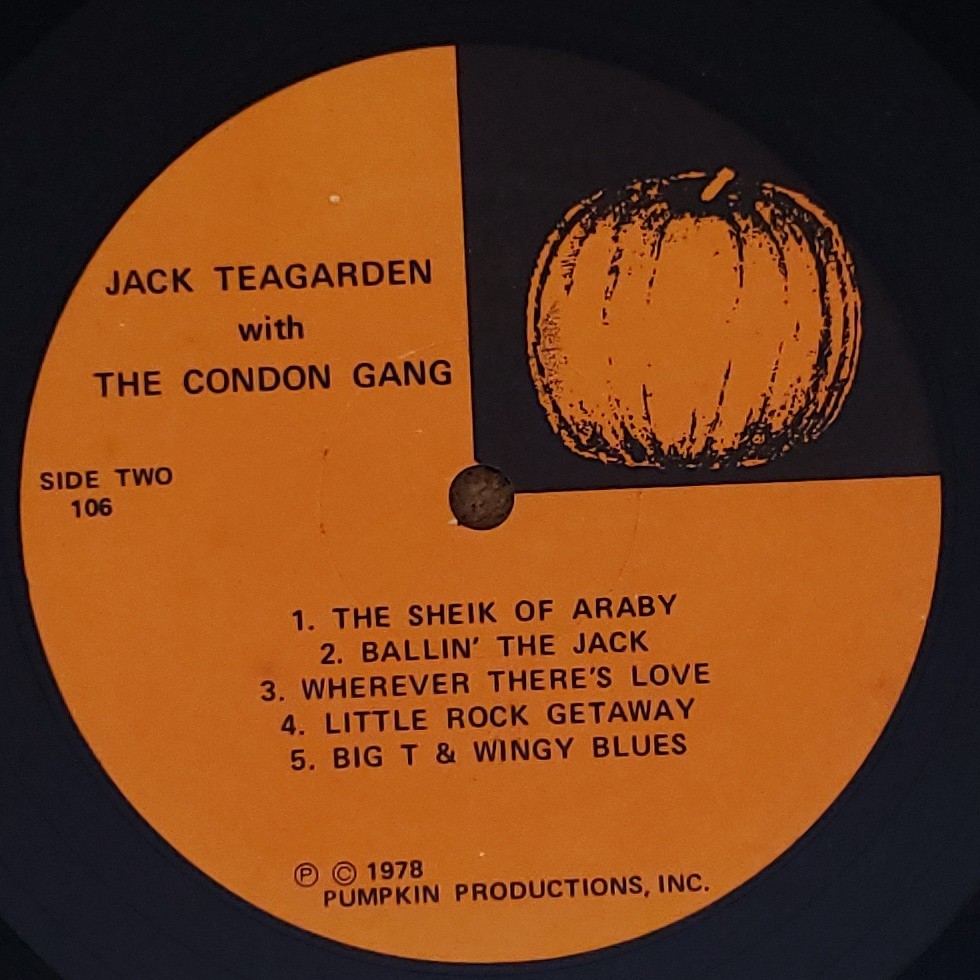 JACK TEAGARDEN
with
THE CONDON GANG
SIDE TWO
106
1. THE SHEIK OF ARABY
2. BALLIN' THE JACK
3. WHEREVER THERE'S LOVE
4. LITTLE ROCK GETAWAY
5. BIG T & WINGY BLUES
℗ © 1978
PUMPKIN PRODUCTIONS, INC.